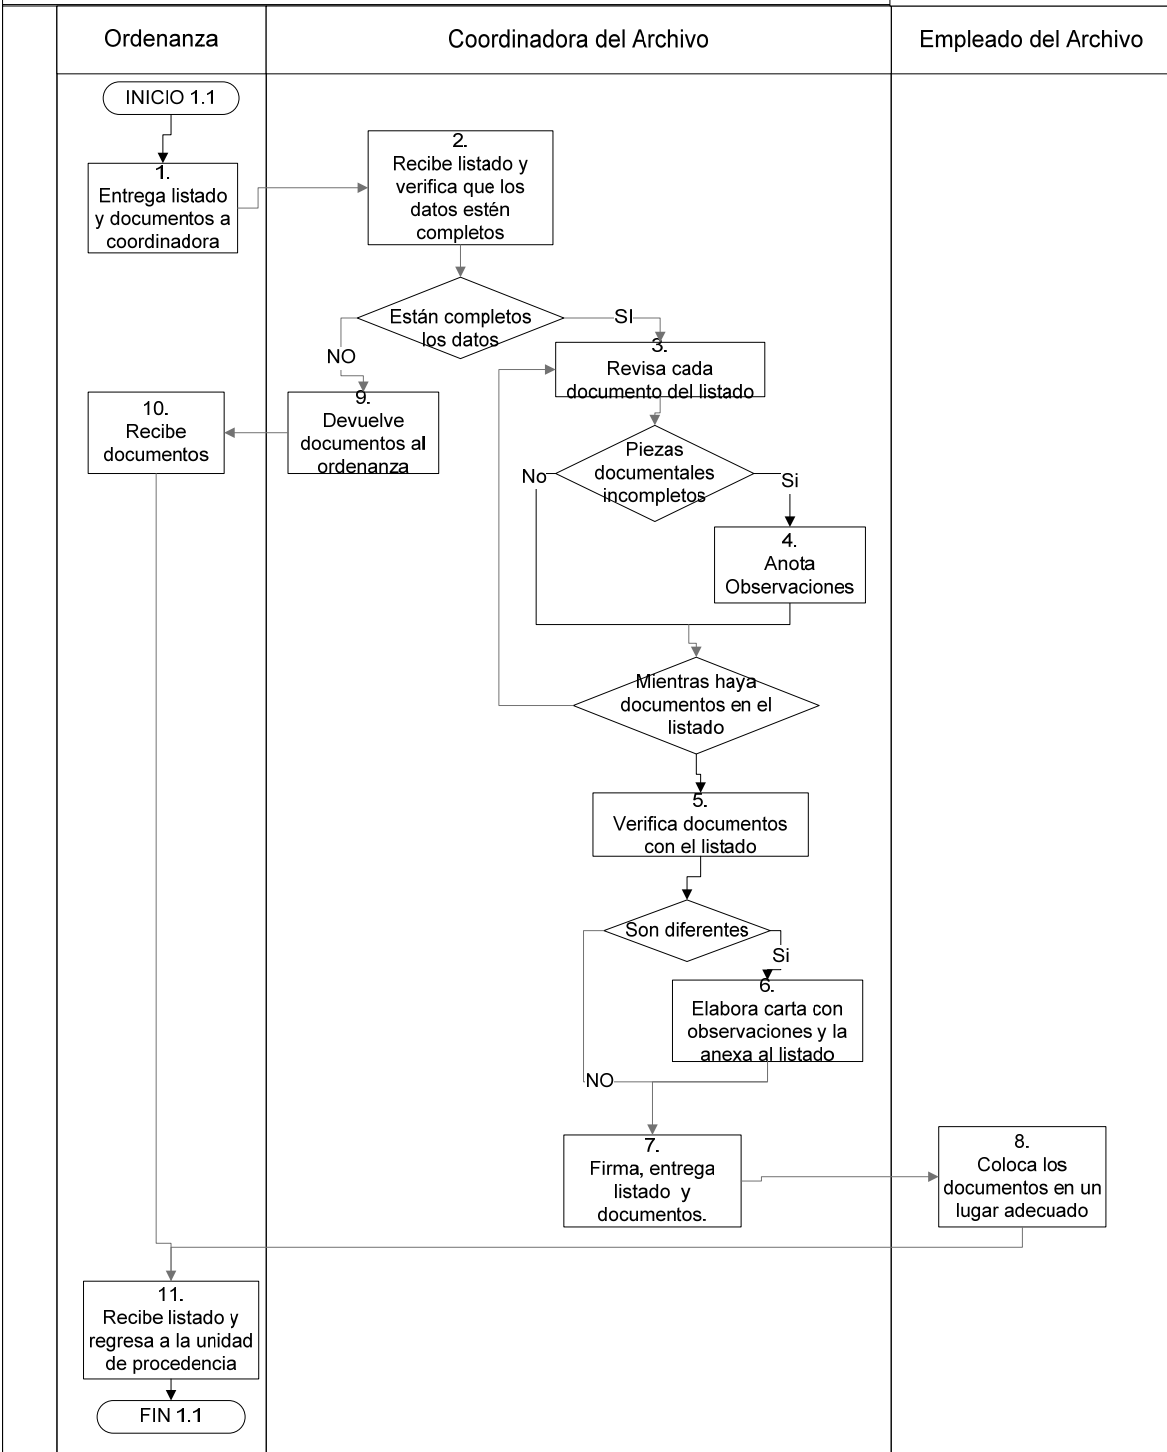 Ordenanza
Coordinadora del Archivo
Empleado del Archivo
INICIO 1.1
1.
Entrega listado
y documentos a
coordinadora
2.
Recibe listado y
verifica que los
datos estén
completos
Están completos
los datos
SI
NO
3.
Revisa cada
documento del listado
9.
Devuelve
documentos al
ordenanza
10.
Recibe
documentos
Piezas
documentales
incompletos
No
Si
4.
Anota
Observaciones
Mientras haya
documentos en el
listado
5.
Verifica documentos
con el listado
Son diferentes
Si
6.
Elabora carta con
observaciones y la
anexa al listado
NO
7.
Firma, entrega
listado y
documentos.
8.
Coloca los
documentos en un
lugar adecuado
11.
Recibe listado y
regresa a la unidad
de procedencia
FIN 1.1